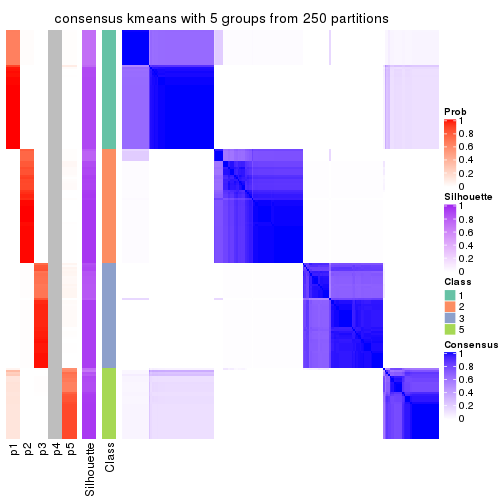 consensus kmeans with 5 groups from 250 partitions
Prob
1
0.8
0.6
0.4
0.2
0
Silhouette
1
0.8
0.6
0.4
0.2
0
Class
1
2
3
5
Consensus
1
0.8
0.6
0.4
0.2
0
p1
p2
p3
p4
p5
Silhouette
Class